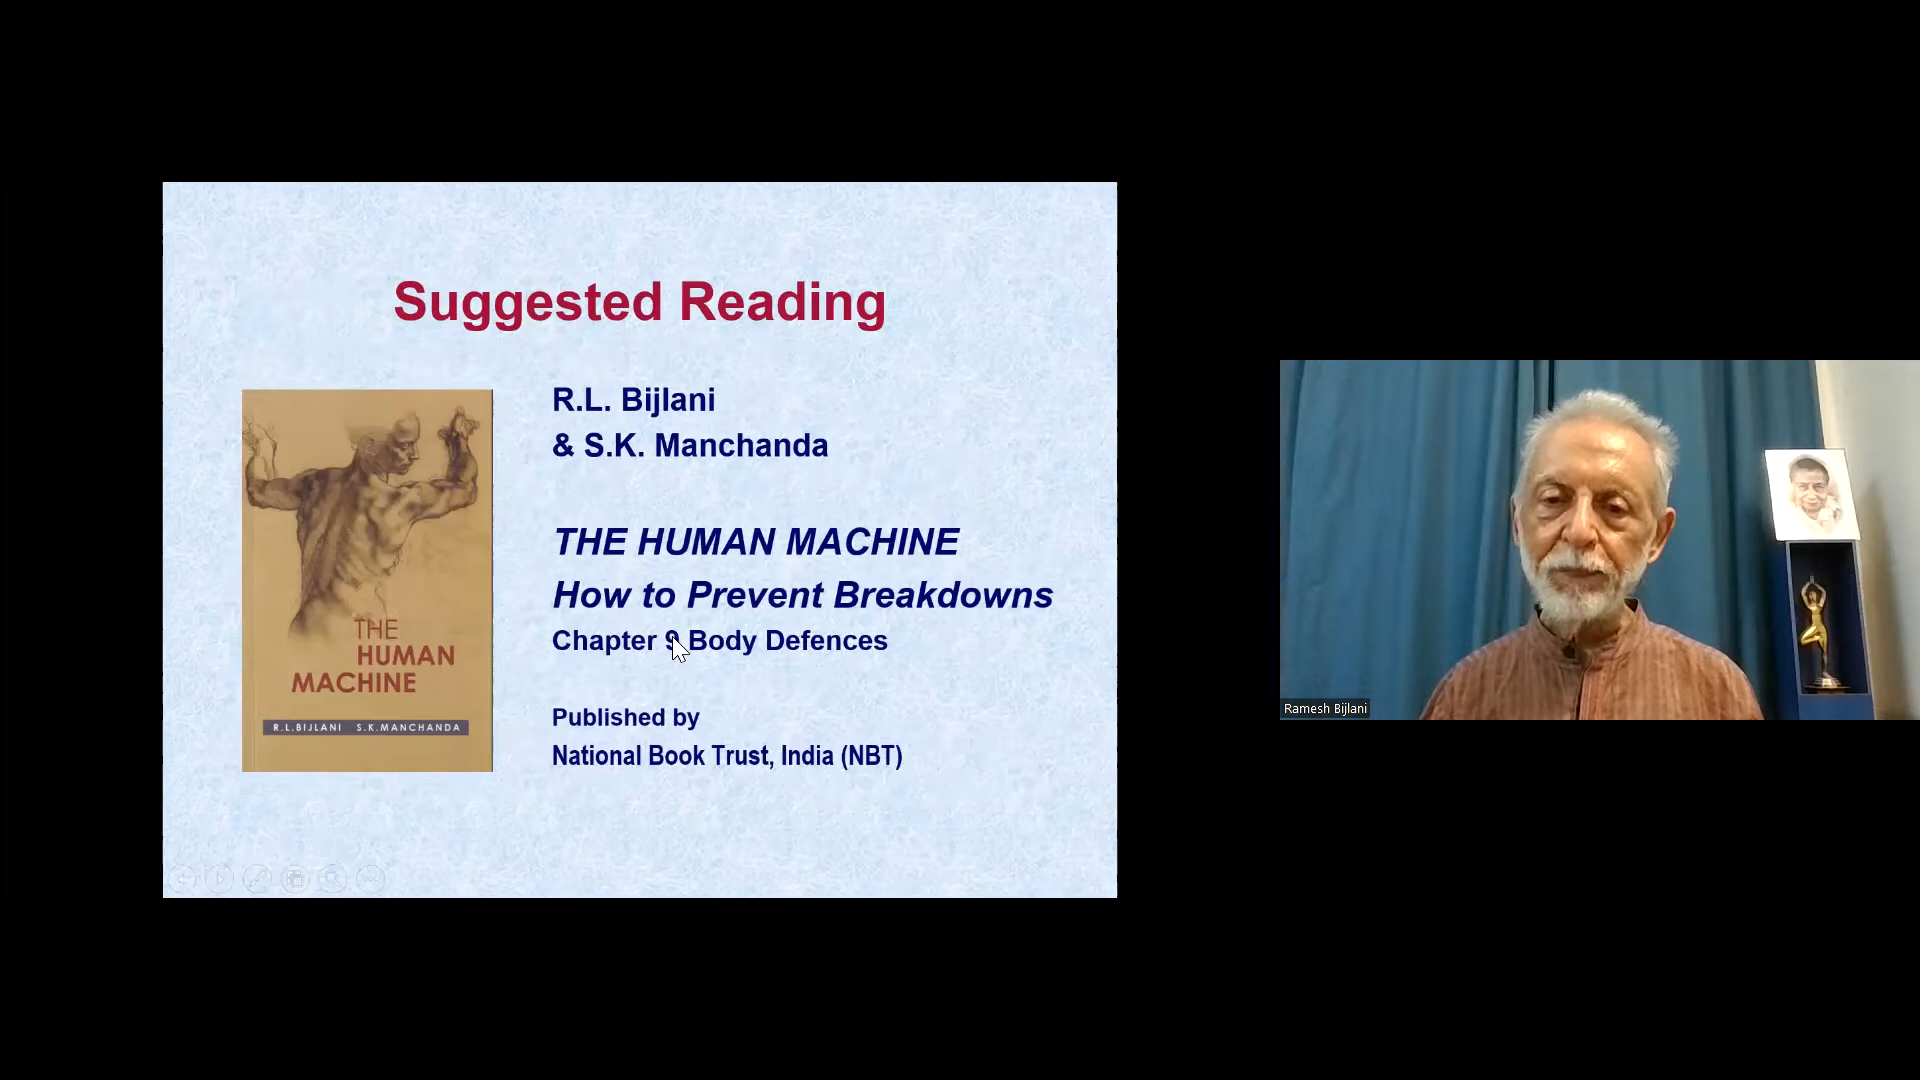 Suggested Reading
R.L. Bijlani
& S.K. Manchanda
THE HUMAN MACHINE
How to Prevent Breakdowns
Chapter 9 Body Defences
Published by
National Book Trust, India (NBT)
THE
HUMAN
MACHINE
R.L.BIJLANI S.K.MANCHANDA
Ramesh Bijlani